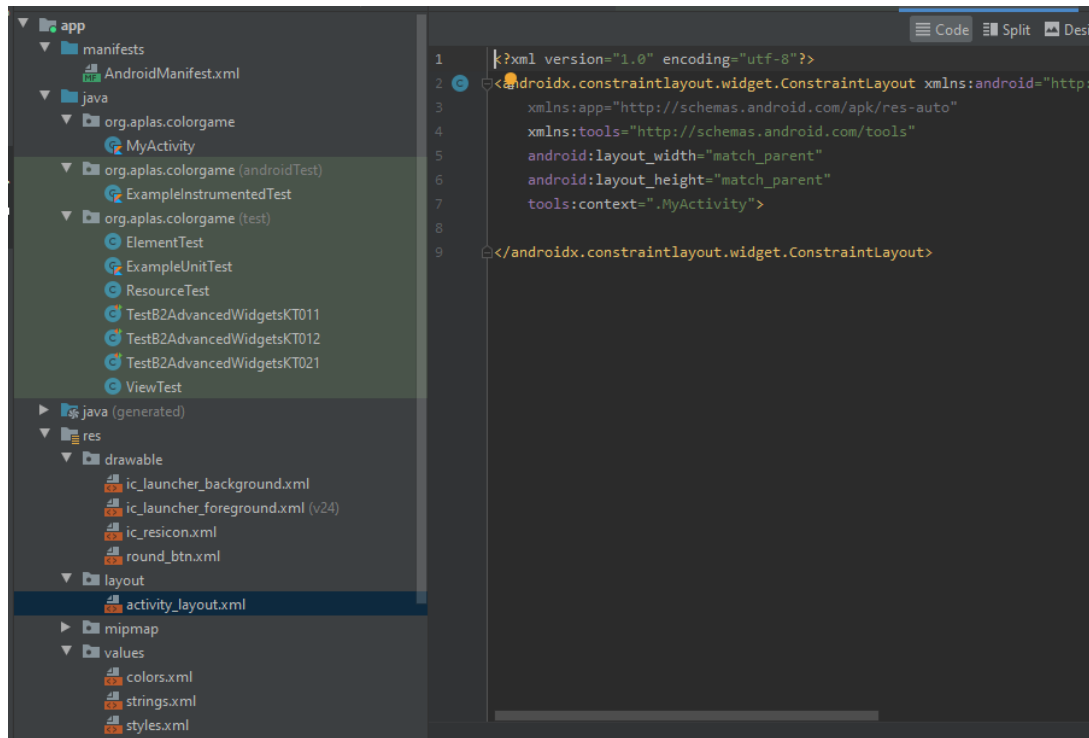 app
manifests
AndroidManifest.xml
java
org.aplas.colorgame
MyActivity
org.aplas.colorgame (androidTest)
ExampleInstrumentedTest
org.aplas.colorgame (test)
ElementTest
ExampleUnitTest
ResourceTest
TestB2AdvancedWidgetsKT011
TestB2AdvancedWidgetsKT012
TestB2AdvancedWidgetsKT021
ViewTest
java (generated)
res
drawable
ic_launcher_background.xml
ic_launcher_foreground.xml (v24)
ic_resicon.xml
round_btn.xml
layout
activity_layout.xml
mipmap
values
colors.xml
strings.xml
styles.xml
Code Split Desi
1 <?xml version="1.0" encoding="utf-8"?>
2 <androidx.constraintlayout.widget.ConstraintLayout xmlns:android="http:
3 xmlns:app="http://schemas.android.com/apk/res-auto"
4 xmlns:tools="http://schemas.android.com/tools"
5 android:layout_width="match_parent"
6 android:layout_height="match_parent"
7 tools:context=".MyActivity">
8
9 </androidx.constraintlayout.widget.ConstraintLayout>